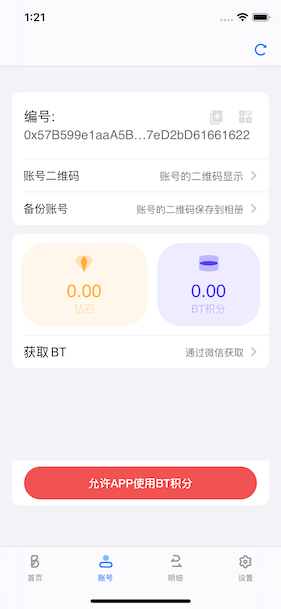 1:21
编号:
0x57B599e1aaA5B...7eD2bD61661622
账号二维码 账号的二维码显示
备份账号 账号的二维码保存到相册
0.00 0.00
钻石 BT积分
获取BT 通过微信获取
允许APP使用BT积分
首页 账号 明细 设置